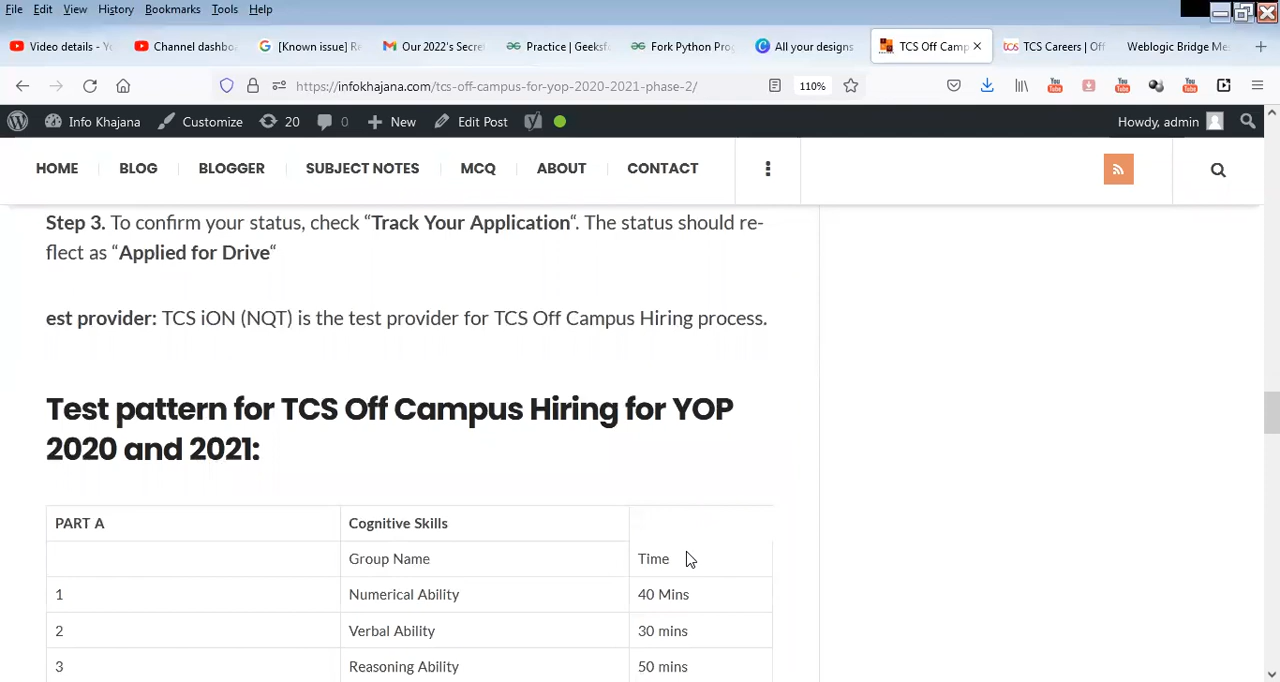 File Edit View History Bookmarks Tools Help
Video details - Yo
Channel dashboa
[Known issue] Re
Our 2022's Secre
Practice | Geeksf
Fork Python Pro
All your designs
TCS Off Camp
TCS Careers | Off
Weblogic Bridge Me
https://infokhajana.com/tcs-off-campus-for-yop-2020-2021-phase-2/
110%
Info Khajana Customize 20 0 New Edit Post Howdy, admin
HOME BLOG BLOGGER SUBJECT NOTES MCQ ABOUT CONTACT
Step 3. To confirm your status, check “Track Your Application“. The status should re-
flect as “Applied for Drive“
est provider: TCS iON (NQT) is the test provider for TCS Off Campus Hiring process.
Test pattern for TCS Off Campus Hiring for YOP
2020 and 2021:
PART A Cognitive Skills
Group Name Time
1 Numerical Ability 40 Mins
2 Verbal Ability 30 mins
3 Reasoning Ability 50 mins